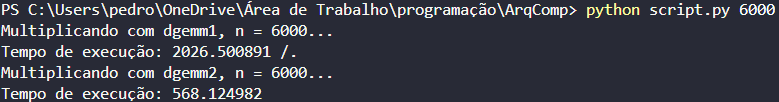 PS C:\Users\pedro\OneDrive\Área de Trabalho\programação\ArqComp> python script.py 6000
Multiplicando com dgemm1, n = 6000...
Tempo de execução: 2026.500891 /.
Multiplicando com dgemm2, n = 6000...
Tempo de execução: 568.124982